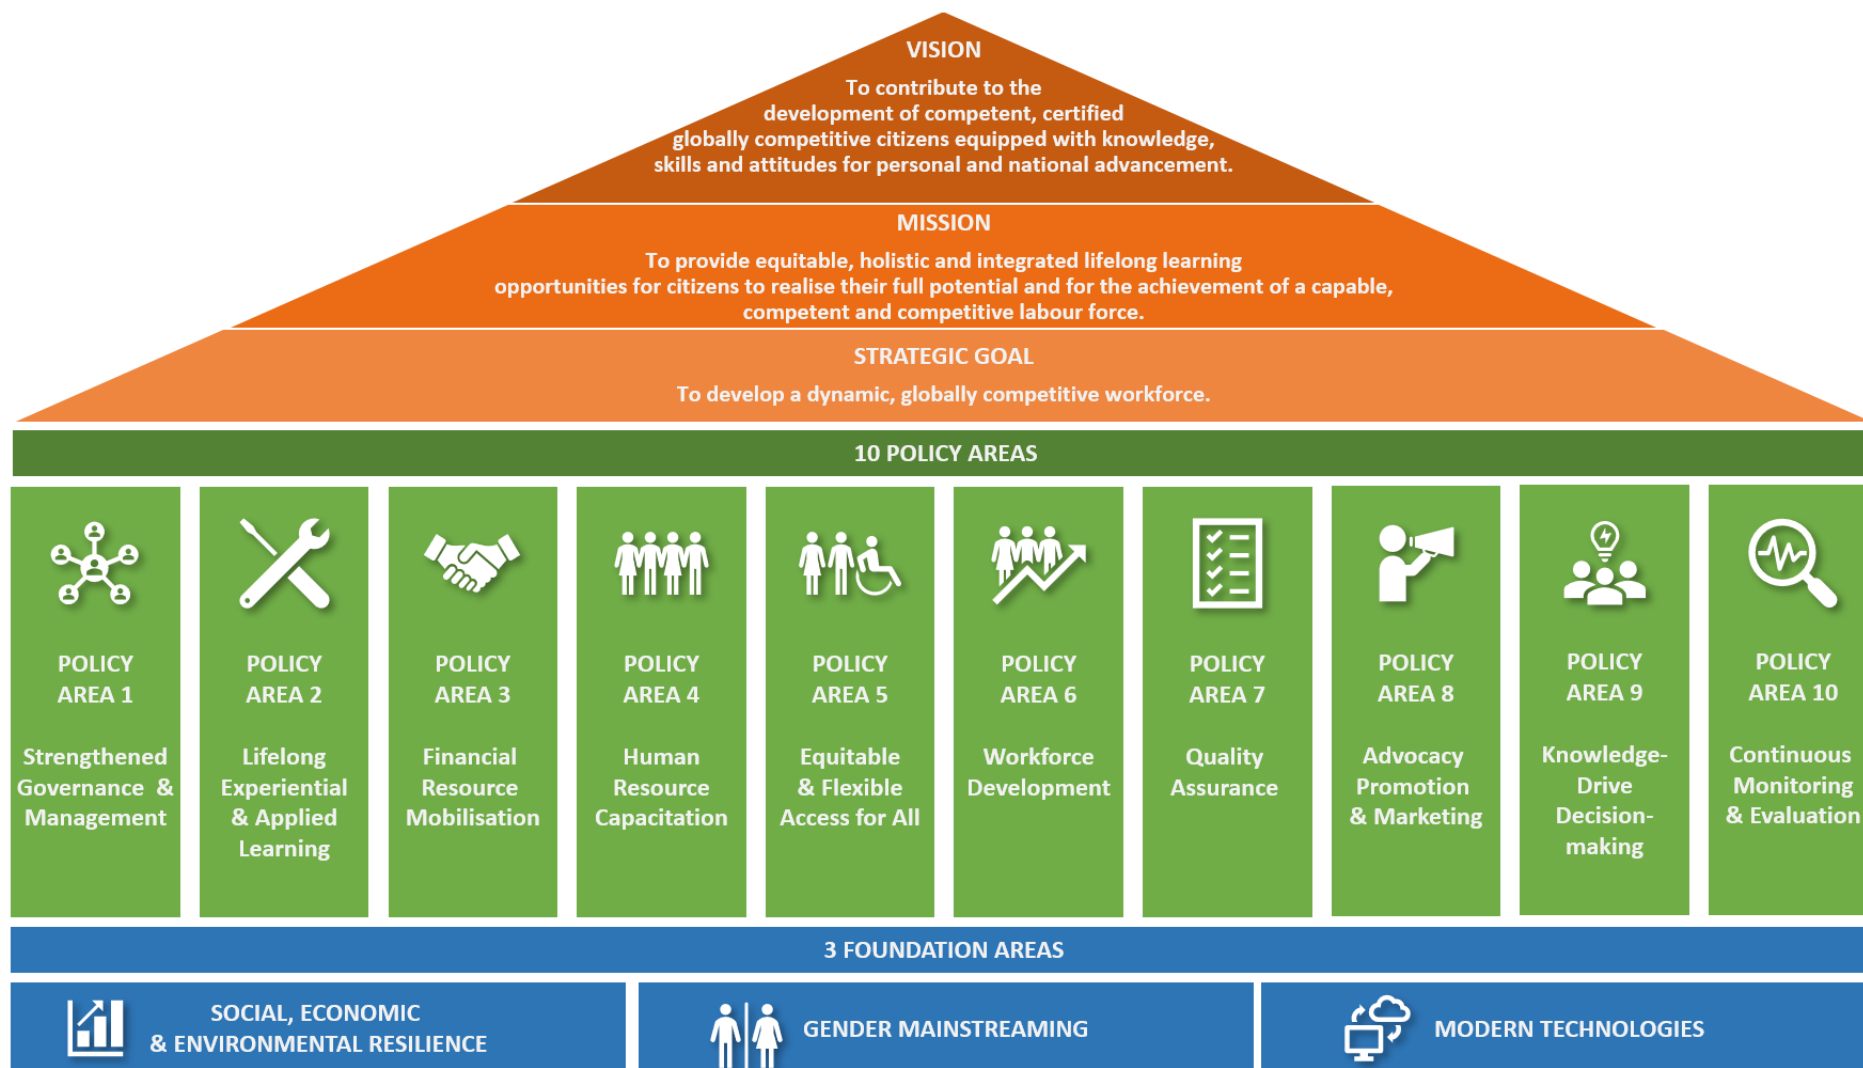 VISION
To contribute to the
development of competent, certified
globally competitive citizens equipped with knowledge,
skills and attitudes for personal and national advancement.
MISSION
To provide equitable, holistic and integrated lifelong learning
opportunities for citizens to realise their full potential and for the achievement of a capable,
competent and competitive labour force.
STRATEGIC GOAL
To develop a dynamic, globally competitive workforce.
10 POLICY AREAS
POLICY
AREA 1
Strengthened
Governance &
Management
POLICY
AREA 2
Lifelong
Experiential
& Applied
Learning
POLICY
AREA 3
Financial
Resource
Mobilisation
POLICY
AREA 4
Human
Resource
Capacitation
POLICY
AREA 5
Equitable
& Flexible
Access for All
POLICY
AREA 6
Workforce
Development
POLICY
AREA 7
Quality
Assurance
POLICY
AREA 8
Advocacy
Promotion
& Marketing
POLICY
AREA 9
Knowledge-
Drive
Decision-
making
POLICY
AREA 10
Continuous
Monitoring
& Evaluation
3 FOUNDATION AREAS
SOCIAL, ECONOMIC
& ENVIRONMENTAL RESILIENCE
GENDER MAINSTREAMING
MODERN TECHNOLOGIES